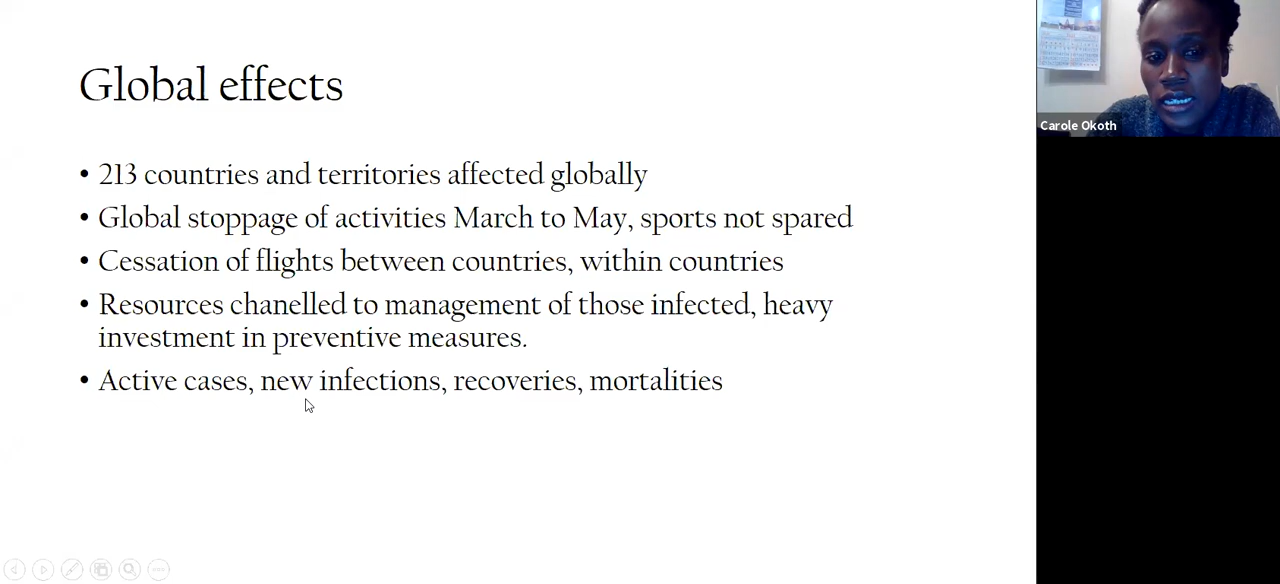 Global effects
• 213 countries and territories affected globally
• Global stoppage of activities March to May, sports not spared
• Cessation of flights between countries, within countries
• Resources chanelled to management of those infected, heavy
investment in preventive measures.
• Active cases, new infections, recoveries, mortalities
Carole Okoth